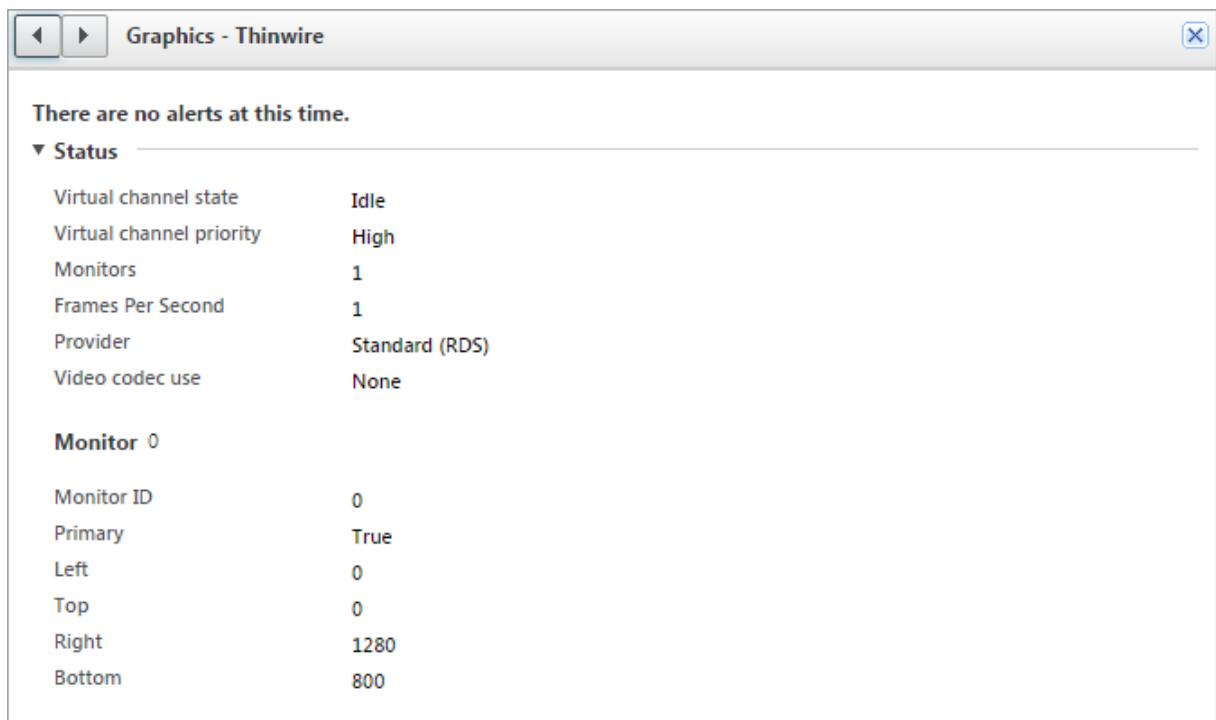 Graphics - Thinwire
There are no alerts at this time.
Status
Virtual channel state Idle
Virtual channel priority High
Monitors 1
Frames Per Second 1
Provider Standard (RDS)
Video codec use None
Monitor 0
Monitor ID 0
Primary True
Left 0
Top 0
Right 1280
Bottom 800